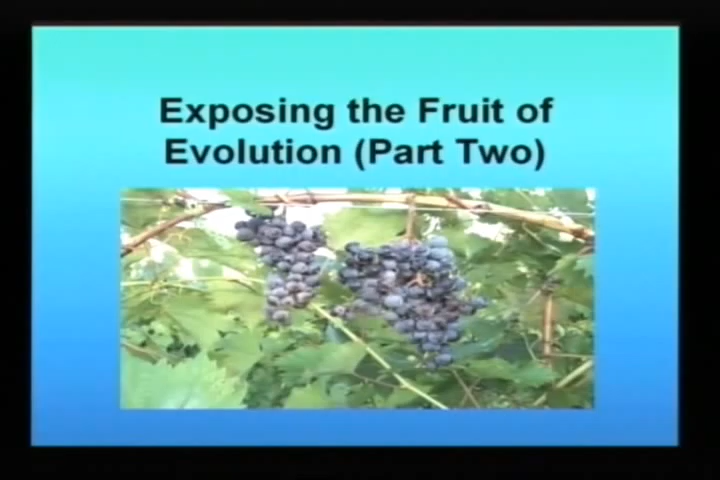 Exposing the Fruit of
Evolution (Part Two)